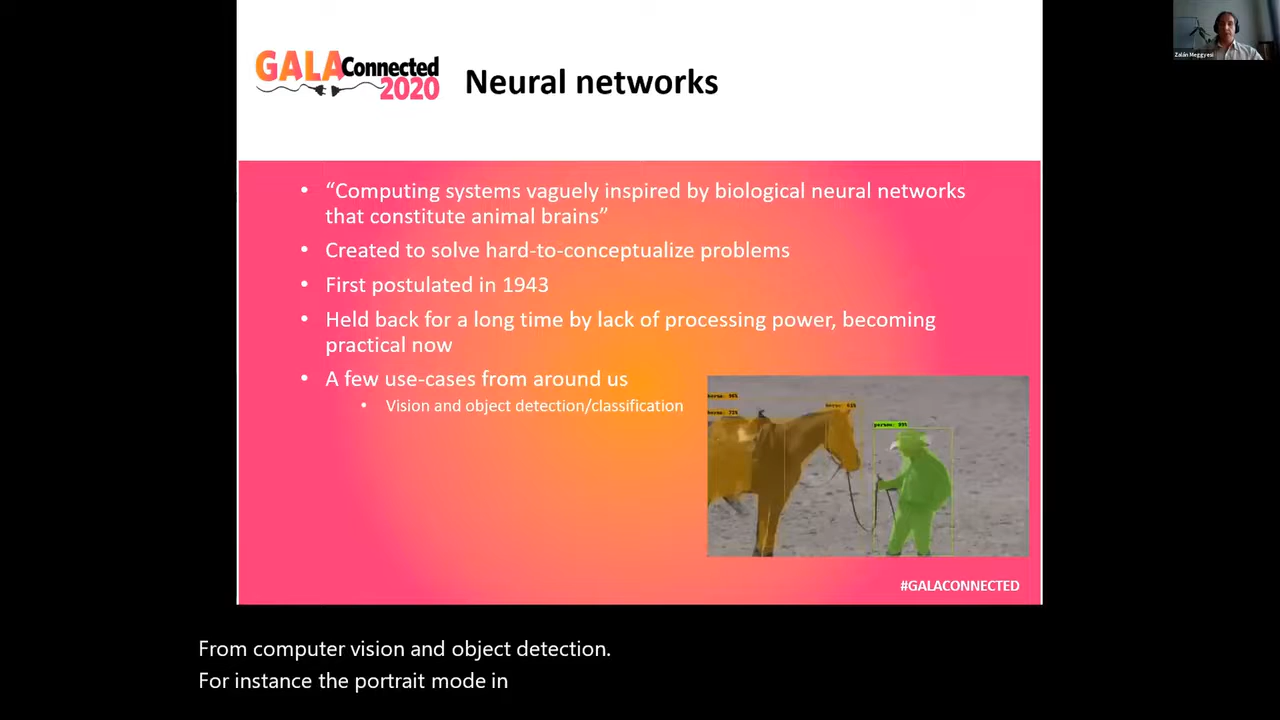 GALA Connected
2020
Neural networks
Zalán Meggyesi
• “Computing systems vaguely inspired by biological neural networks
that constitute animal brains”
• Created to solve hard-to-conceptualize problems
• First postulated in 1943
• Held back for a long time by lack of processing power, becoming
practical now
• A few use-cases from around us
• Vision and object detection/classification
#GALACONNECTED
From computer vision and object detection.
For instance the portrait mode in